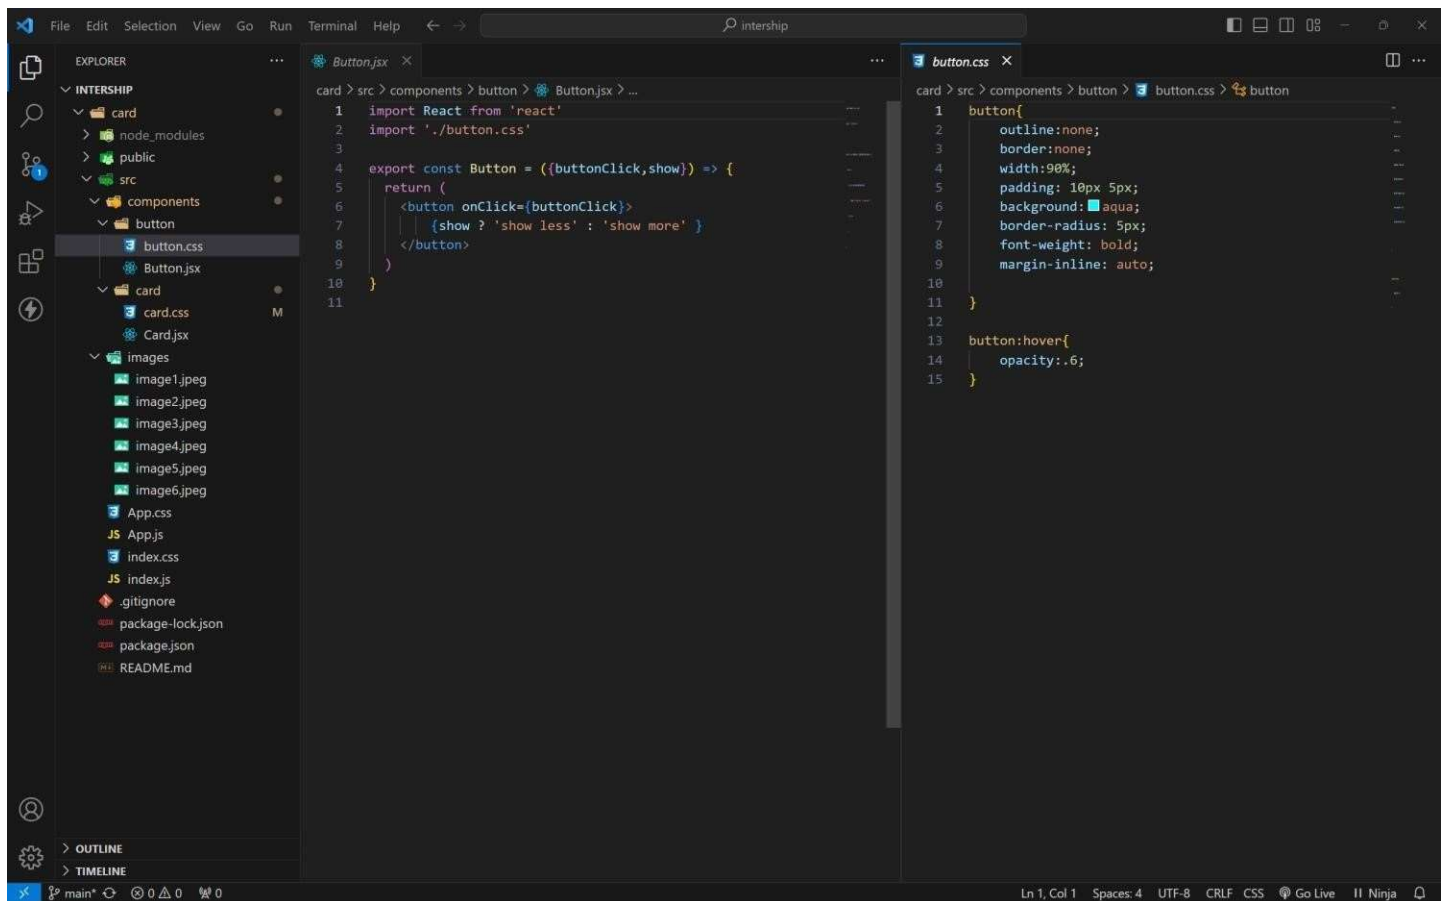 File Edit Selection View Go Run Terminal Help
intership
EXPLORER
INTERSHIP
card
node_modules
public
src
components
button
button.css
Button.jsx
card
card.css M
Card.jsx
images
image1.jpeg
image2.jpeg
image3.jpeg
image4.jpeg
image5.jpeg
image6.jpeg
App.css
JS App.js
index.css
JS index.js
.gitignore
package-lock.json
package.json
README.md
OUTLINE
TIMELINE
Button.jsx
card > src > components > button > Button.jsx > ...
1 import React from 'react'
2 import './button.css'
3
4 export const Button = ({buttonClick,show}) => {
5 return (
6 <button onClick={buttonClick}>
7 {show ? 'show less' : 'show more' }
8 </button>
9 )
10 }
11
button.css
card > src > components > button > button.css > button
1 button{
2 outline:none;
3 border:none;
4 width:90%;
5 padding: 10px 5px;
6 background: aqua;
7 border-radius: 5px;
8 font-weight: bold;
9 margin-inline: auto;
10
11 }
12
13 button:hover{
14 opacity:.6;
15 }
1
main* 0 0 0
Ln 1, Col 1 Spaces: 4 UTF-8 CRLF CSS Go Live Ninja